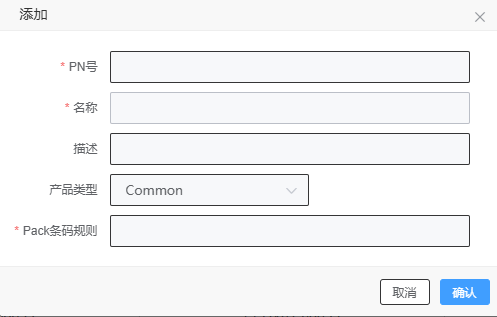 添加
* PN号
* 名称
描述
产品类型 Common
* Pack条码规则
取消 确认